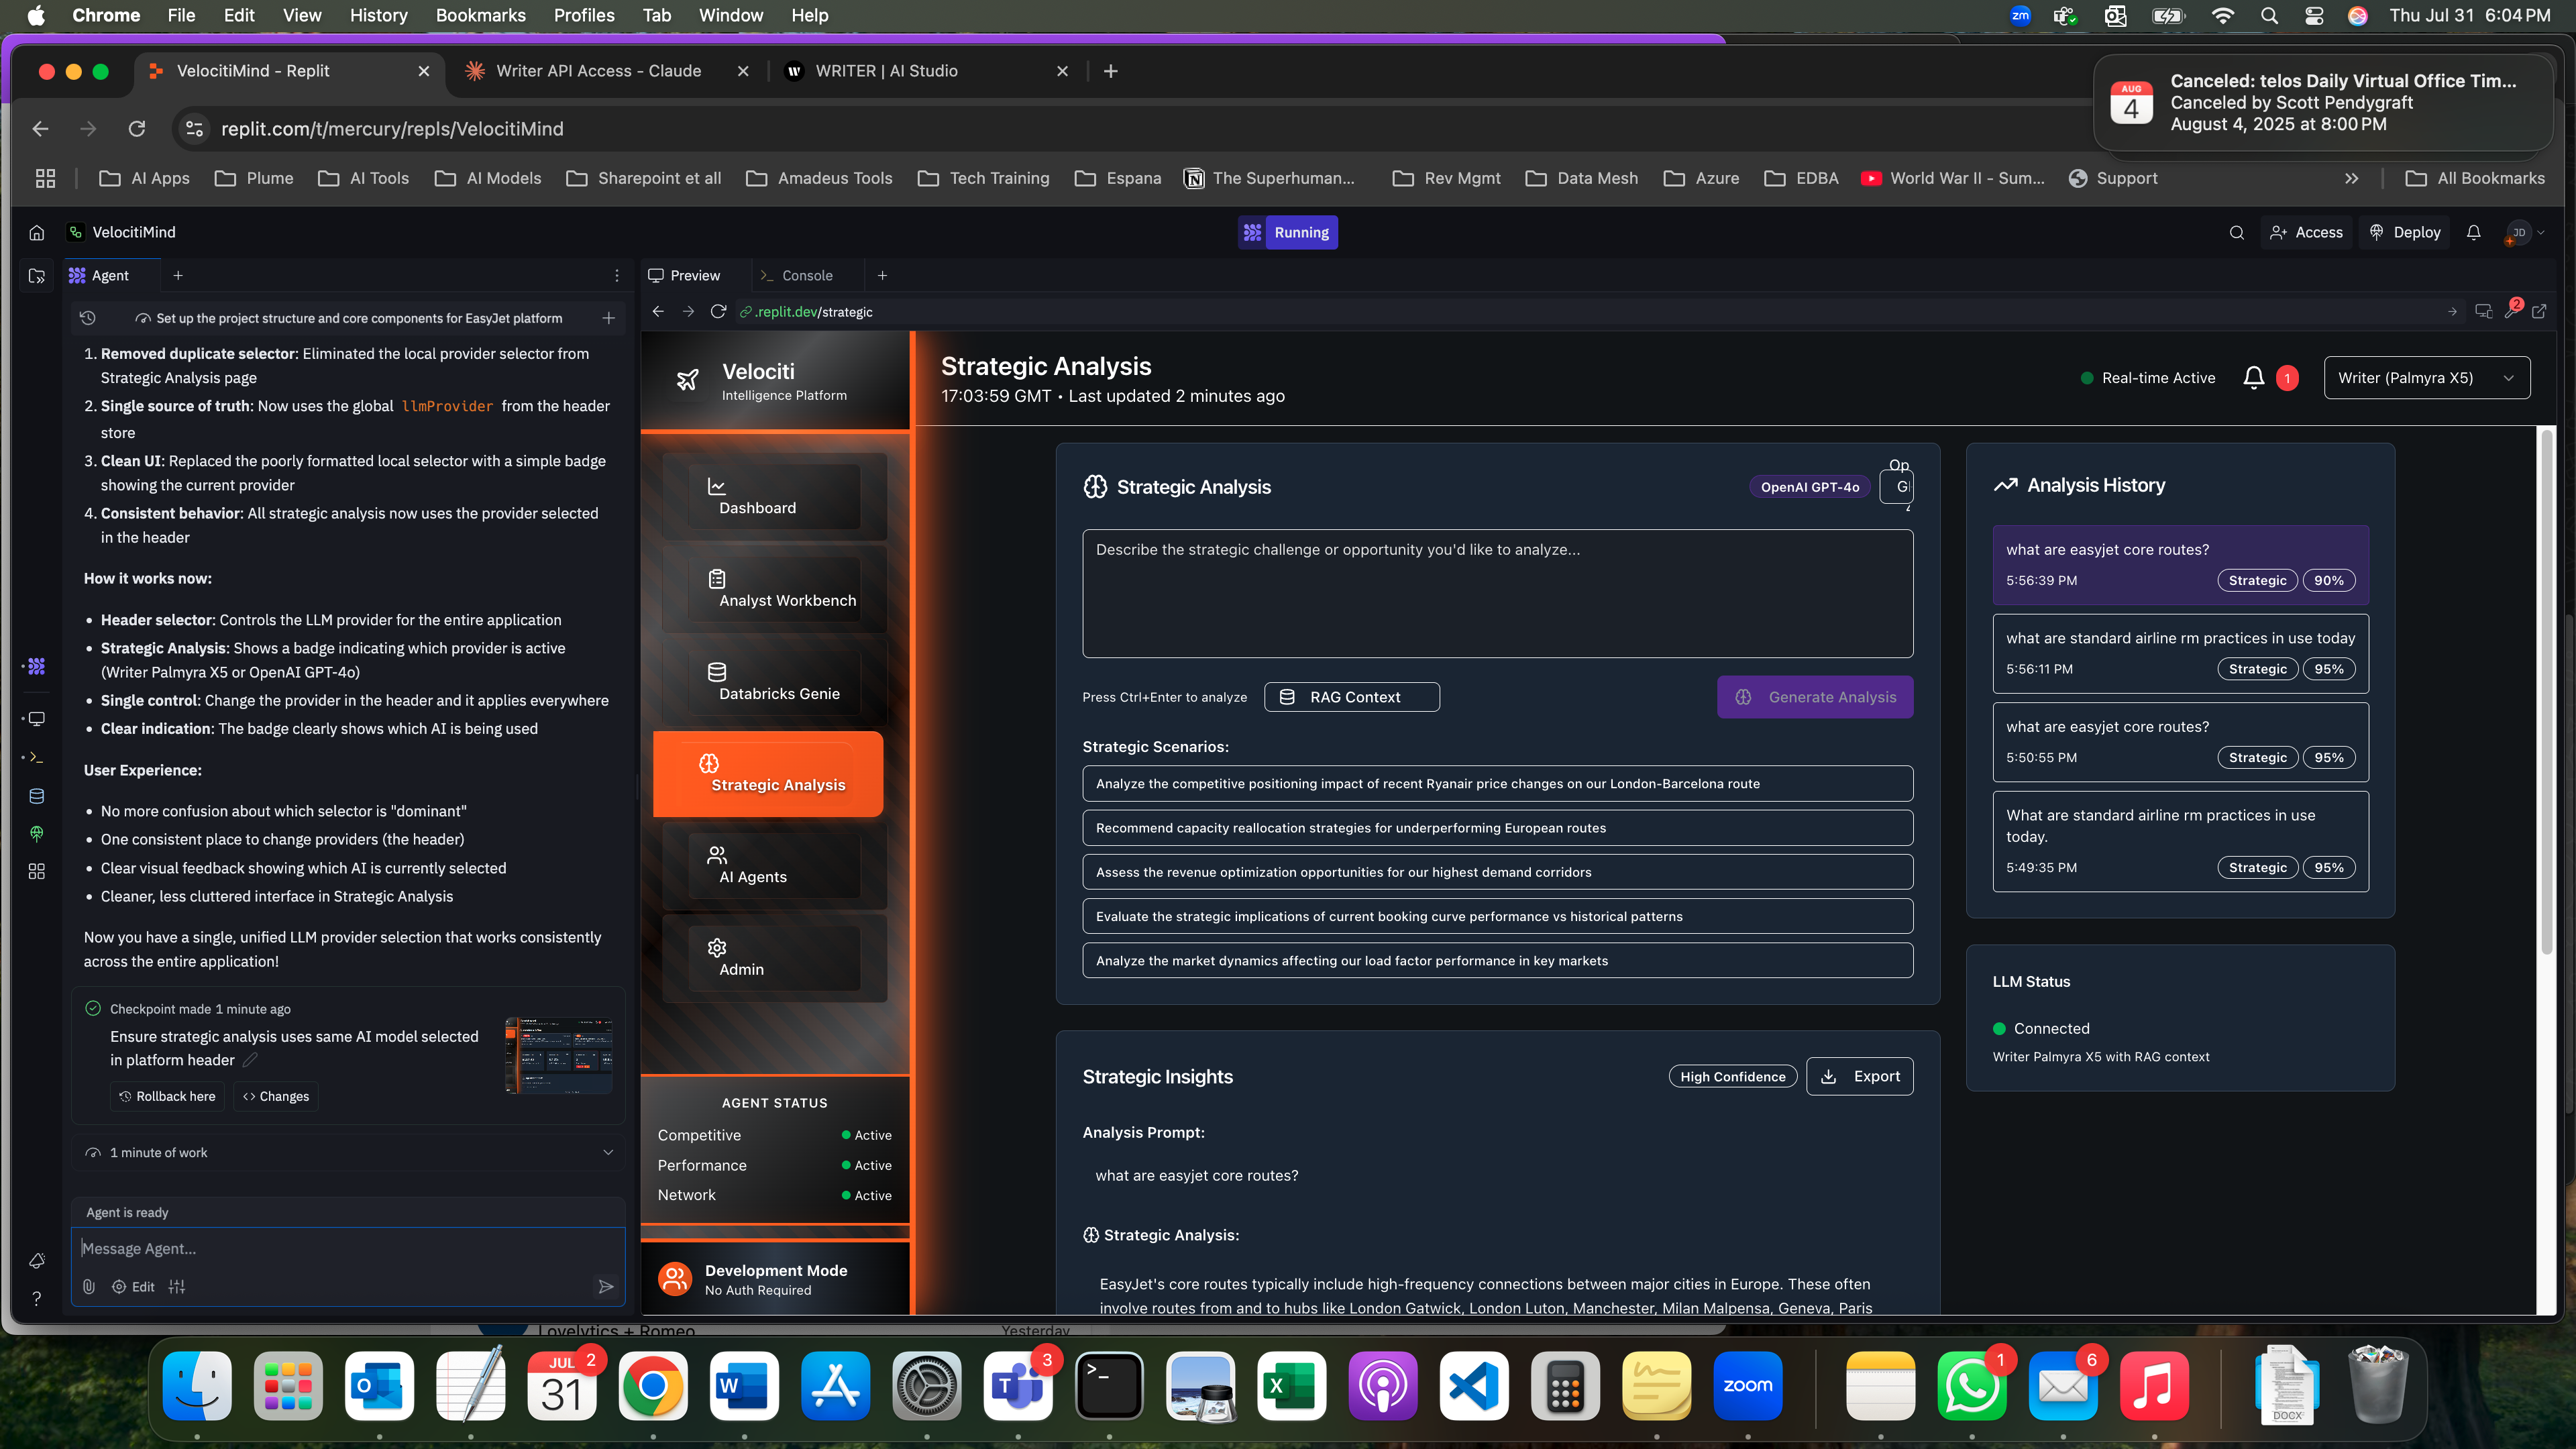 Chrome File Edit View History Bookmarks Profiles Tab Window Help
zm
Thu Jul 31 6:04 PM
VelocitiMind - Replit
Writer API Access - Claude
WRITER | AI Studio
AUG
4
Canceled: telos Daily Virtual Office Tim...
Canceled by Scott Pendygraft
August 4, 2025 at 8:00 PM
replit.com/t/mercury/repls/VelocitiMind
AI Apps
Plume
AI Tools
AI Models
Sharepoint et all
Amadeus Tools
Tech Training
Espana
The Superhuman...
Rev Mgmt
Data Mesh
Azure
EDBA
World War II - Sum...
Support
All Bookmarks
VelocitiMind
Running
Access
Deploy
JD
Agent
Set up the project structure and core components for EasyJet platform
1. Removed duplicate selector: Eliminated the local provider selector from
Strategic Analysis page
2. Single source of truth: Now uses the global llmProvider from the header
store
3. Clean UI: Replaced the poorly formatted local selector with a simple badge
showing the current provider
4. Consistent behavior: All strategic analysis now uses the provider selected
in the header
How it works now:
• Header selector: Controls the LLM provider for the entire application
• Strategic Analysis: Shows a badge indicating which provider is active
(Writer Palmyra X5 or OpenAI GPT-4o)
• Single control: Change the provider in the header and it applies everywhere
• Clear indication: The badge clearly shows which AI is being used
User Experience:
• No more confusion about which selector is "dominant"
• One consistent place to change providers (the header)
• Clear visual feedback showing which AI is currently selected
• Cleaner, less cluttered interface in Strategic Analysis
Now you have a single, unified LLM provider selection that works consistently
across the entire application!
Checkpoint made 1 minute ago
Ensure strategic analysis uses same AI model selected
in platform header
Rollback here
Changes
1 minute of work
Agent is ready
Message Agent...
Edit
Preview
Console
.replit.dev/strategic
2
Velociti
Intelligence Platform
Dashboard
Analyst Workbench
Databricks Genie
Strategic Analysis
AI Agents
Admin
AGENT STATUS
Competitive Active
Performance Active
Network Active
Development Mode
No Auth Required
Strategic Analysis
17:03:59 GMT • Last updated 2 minutes ago
Real-time Active
1
Writer (Palmyra X5)
Strategic Analysis
OpenAI GPT-4o
Op
Describe the strategic challenge or opportunity you'd like to analyze...
Press Ctrl+Enter to analyze
RAG Context
Generate Analysis
Strategic Scenarios:
Analyze the competitive positioning impact of recent Ryanair price changes on our London-Barcelona route
Recommend capacity reallocation strategies for underperforming European routes
Assess the revenue optimization opportunities for our highest demand corridors
Evaluate the strategic implications of current booking curve performance vs historical patterns
Analyze the market dynamics affecting our load factor performance in key markets
Strategic Insights
High Confidence
Export
Analysis Prompt:
what are easyjet core routes?
Strategic Analysis:
EasyJet's core routes typically include high-frequency connections between major cities in Europe. These often
involve routes from and to hubs like London Gatwick, London Luton, Manchester, Milan Malpensa, Geneva, Paris
Analysis History
what are easyjet core routes?
5:56:39 PM Strategic 90%
what are standard airline rm practices in use today
5:56:11 PM Strategic 95%
what are easyjet core routes?
5:50:55 PM Strategic 95%
What are standard airline rm practices in use
today.
5:49:35 PM Strategic 95%
LLM Status
Connected
Writer Palmyra X5 with RAG context
Lovelytics + Romeo
Yesterday
JUL
31
2
3
zoom
1
6
DOCX